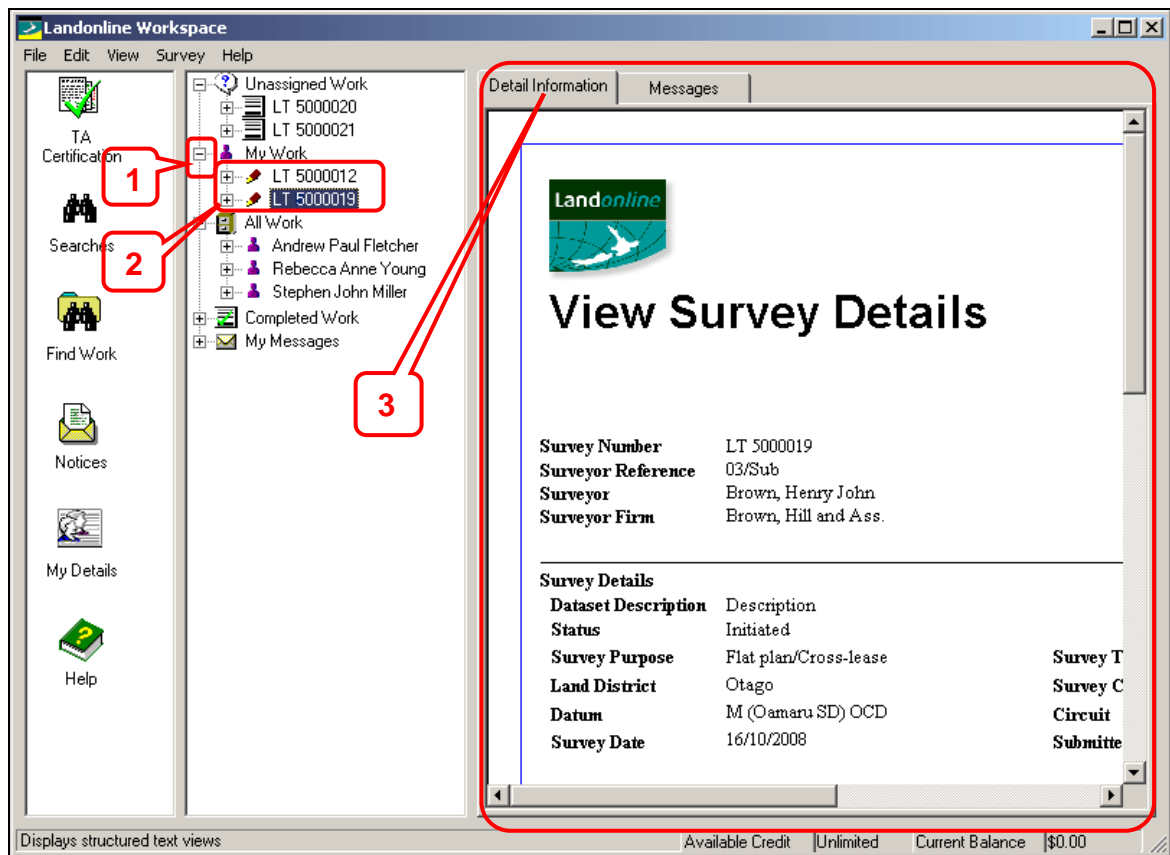 Landonline Workspace
File Edit View Survey Help
TA
Certification
Searches
Find Work
Notices
My Details
Help
Unassigned Work
LT 5000020
LT 5000021
My Work
LT 5000012
LT 5000019
All Work
Andrew Paul Fletcher
Rebecca Anne Young
Stephen John Miller
Completed Work
My Messages
1
2
3
Detail Information Messages
Landonline
View Survey Details
Survey Number LT 5000019
Surveyor Reference 03/Sub
Surveyor Brown, Henry John
Surveyor Firm Brown, Hill and Ass.
Survey Details
Dataset Description Description
Status Initiated
Survey Purpose Flat plan/Cross-lease Survey T
Land District Otago Survey C
Datum M (Oamaru SD) OCD Circuit
Survey Date 16/10/2008 Submitte
Displays structured text views Available Credit Unlimited Current Balance $0.00